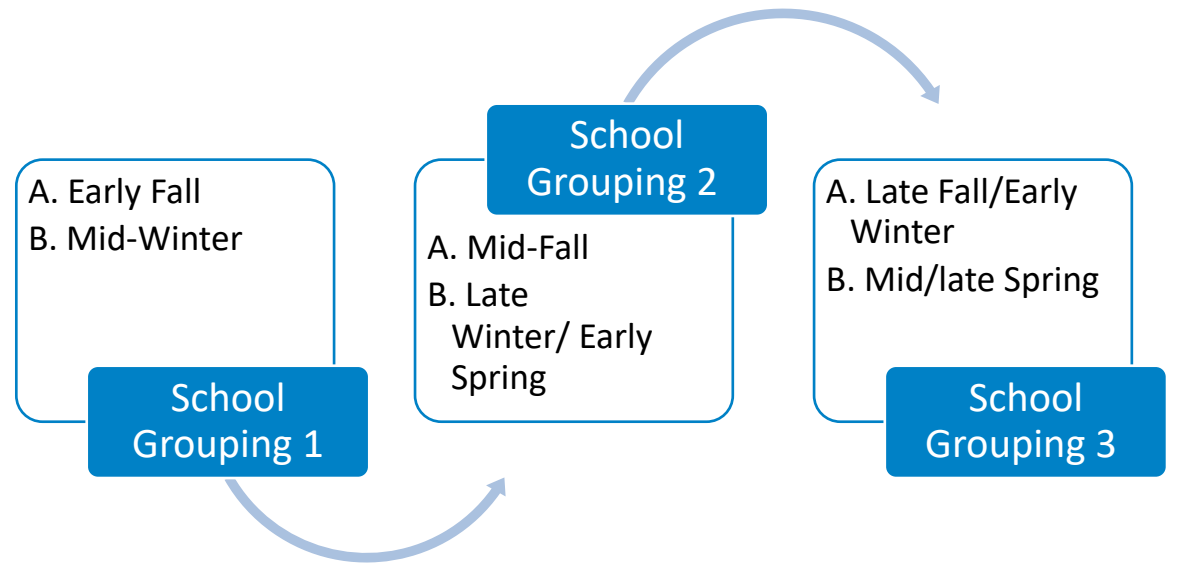 A. Early Fall
B. Mid-Winter
School
Grouping 1
School
Grouping 2
A. Mid-Fall
B. Late
Winter/ Early
Spring
A. Late Fall/Early
Winter
B. Mid/late Spring
School
Grouping 3